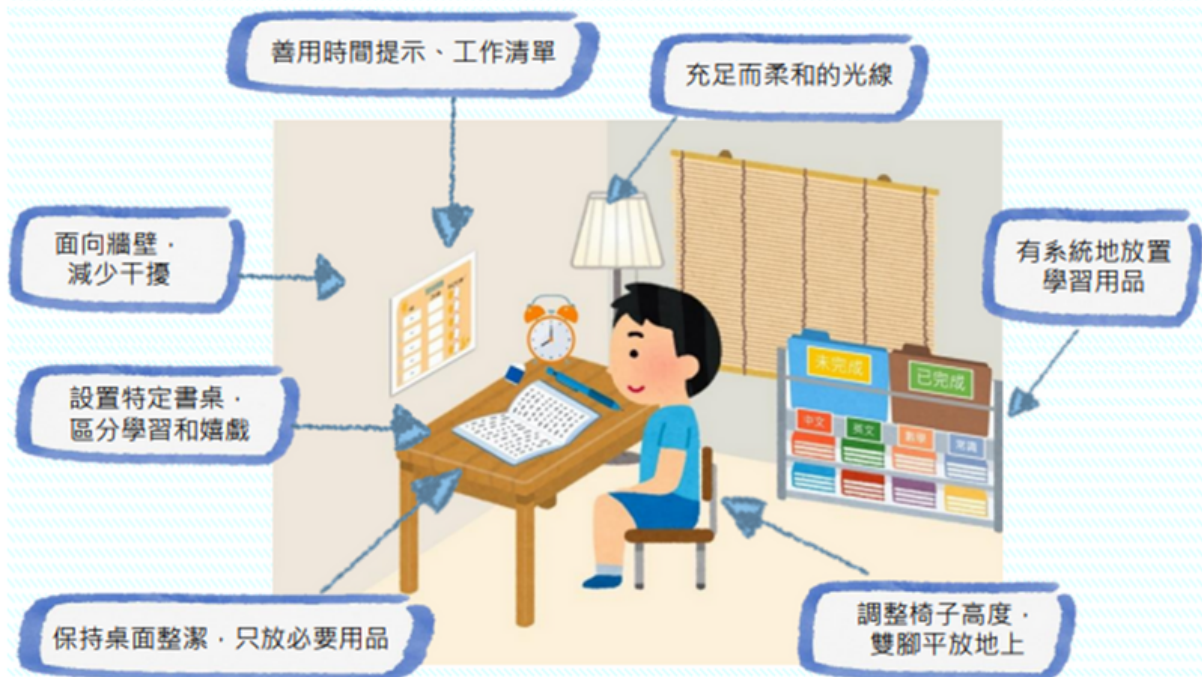 善用時間提示、工作清單
充足而柔和的光線
面向牆壁，
減少干擾
有系統地放置
學習用品
未完成
已完成
中文
英文
數學
常識
設置特定書桌，
區分學習和嬉戲
保持桌面整潔，只放必要用品
調整椅子高度，
雙腳平放地上